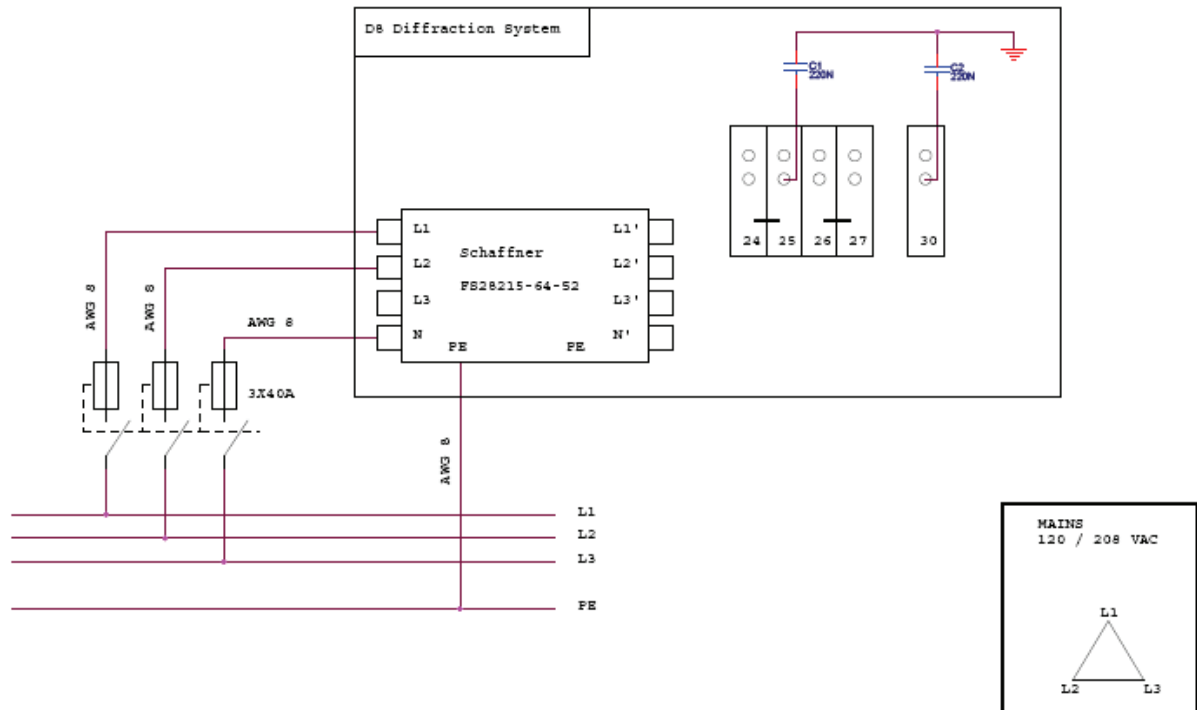 D8 Diffraction System
C1
220N
C2
220N
24
25
26
27
30
L1
L1'
Schaffner
L2
L2'
FS28215-64-52
L3
L3'
N
N'
PE
PE
AWG 8
AWG 8
AWG 8
3X40A
AWG 8
L1
L2
L3
PE
MAINS
120 / 208 VAC
L1
L2
L3